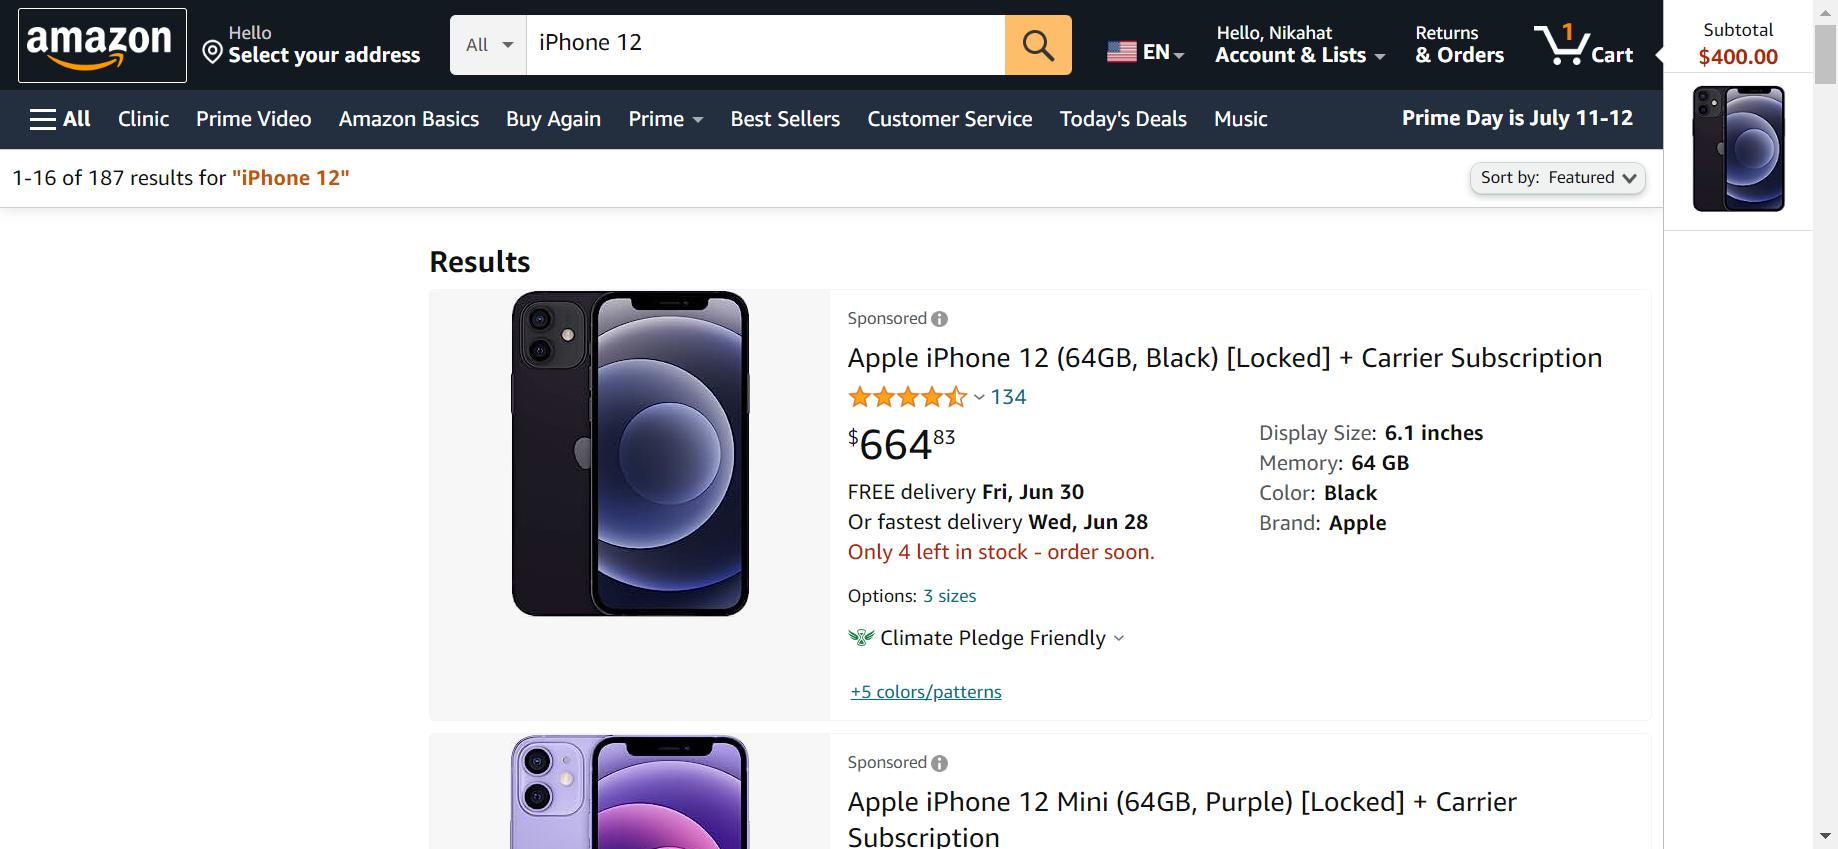 amazon
Hello
Select your address
All
iPhone 12
EN
Hello, Nikahat
Account & Lists
Returns
& Orders
1
Cart
Subtotal
$400.00
All
Clinic
Prime Video
Amazon Basics
Buy Again
Prime
Best Sellers
Customer Service
Today's Deals
Music
Prime Day is July 11-12
1-16 of 187 results for "iPhone 12"
Sort by: Featured
Results
Sponsored
Apple iPhone 12 (64GB, Black) [Locked] + Carrier Subscription
134
$664 83
Display Size: 6.1 inches
Memory: 64 GB
Color: Black
Brand: Apple
FREE delivery Fri, Jun 30
Or fastest delivery Wed, Jun 28
Only 4 left in stock - order soon.
Options: 3 sizes
Climate Pledge Friendly
+5 colors/patterns
Sponsored
Apple iPhone 12 Mini (64GB, Purple) [Locked] + Carrier
Subscription